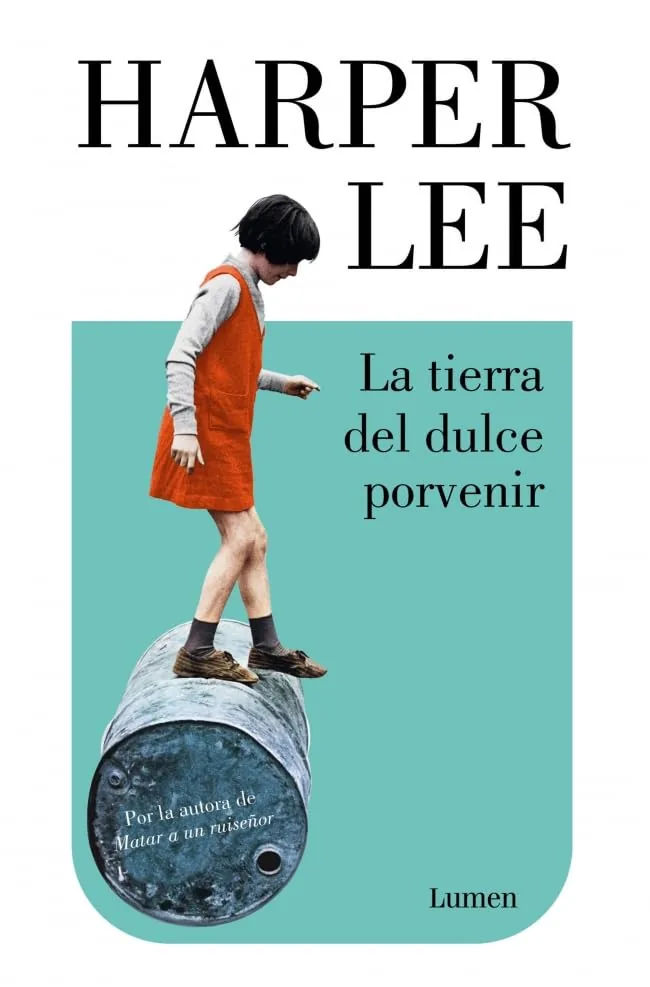 HARPER
LEE
La tierra
del dulce
porvenir
Por la autora de
Matar a un ruiseñor
Lumen